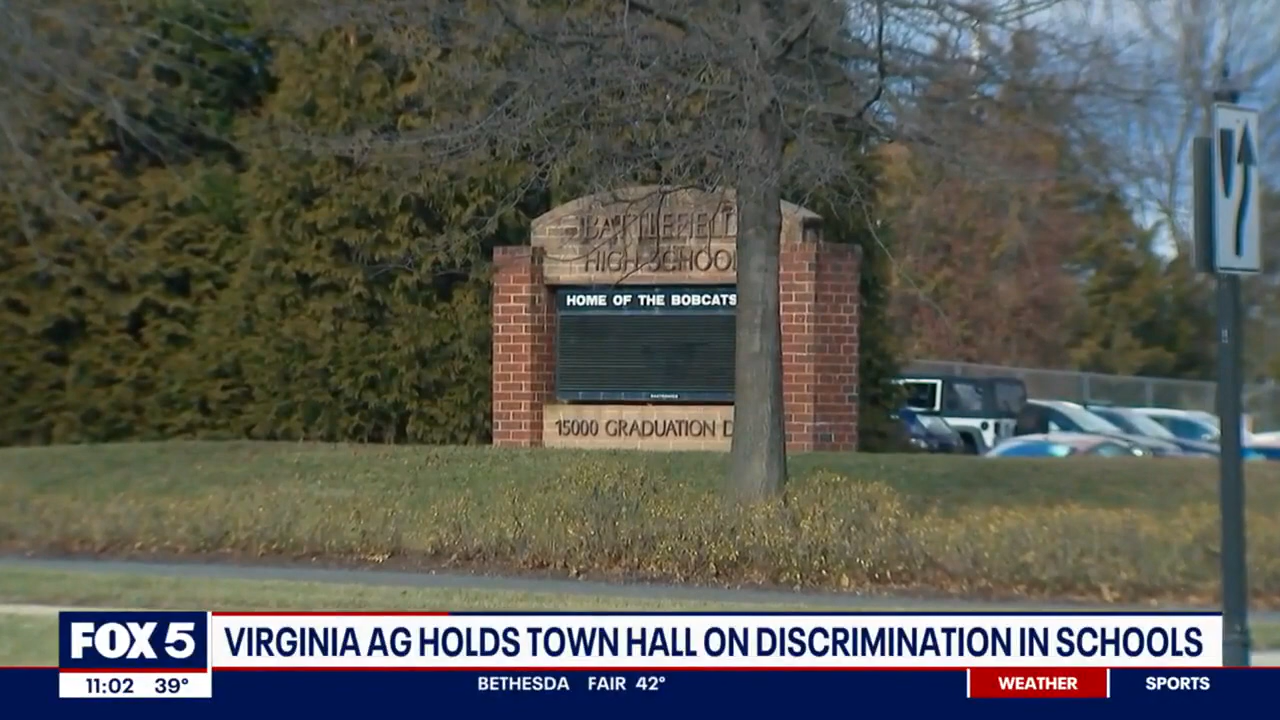 BATTLEFIELD
HIGH SCHOOL
HOME OF THE BOBCATS
15000 GRADUATION D
FOX 5
VIRGINIA AG HOLDS TOWN HALL ON DISCRIMINATION IN SCHOOLS
11:02 39°
BETHESDA FAIR 42°
WEATHER
SPORTS